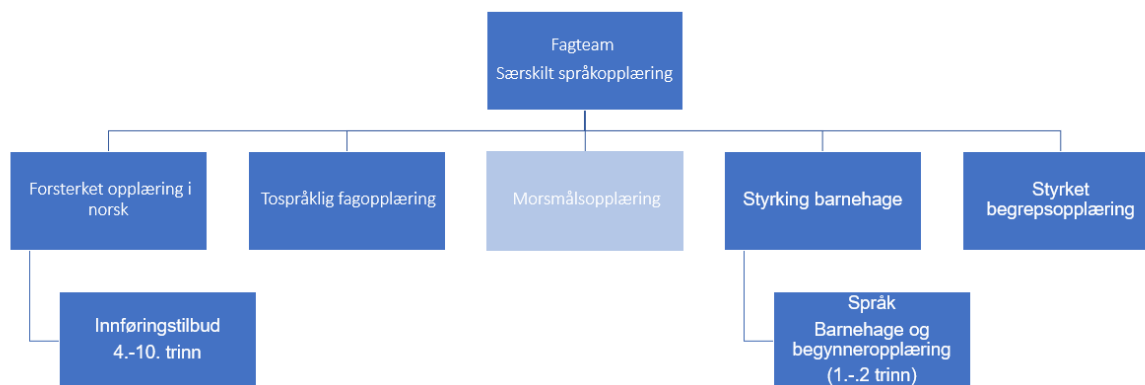 Fagteam
Særskilt språkopplæring
Forsterket opplæring i
norsk
Tospråklig fagopplæring
Morsmålsopplæring
Styrking barnehage
Styrket
begrepsopplæring
Innføringstilbud
4.-10. trinn
Språk
Barnehage og
begynneropplæring
(1.-.2 trinn)